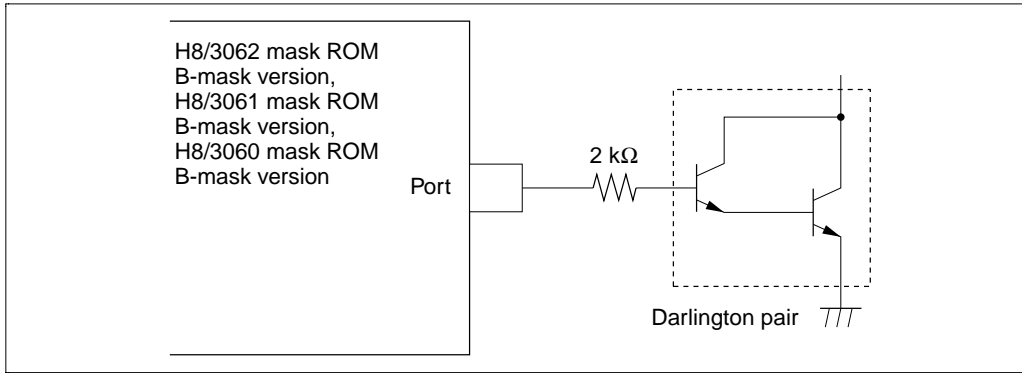 H8/3062 mask ROM
B-mask version,
H8/3061 mask ROM
B-mask version,
H8/3060 mask ROM
B-mask version
Port
2 kΩ
Darlington pair